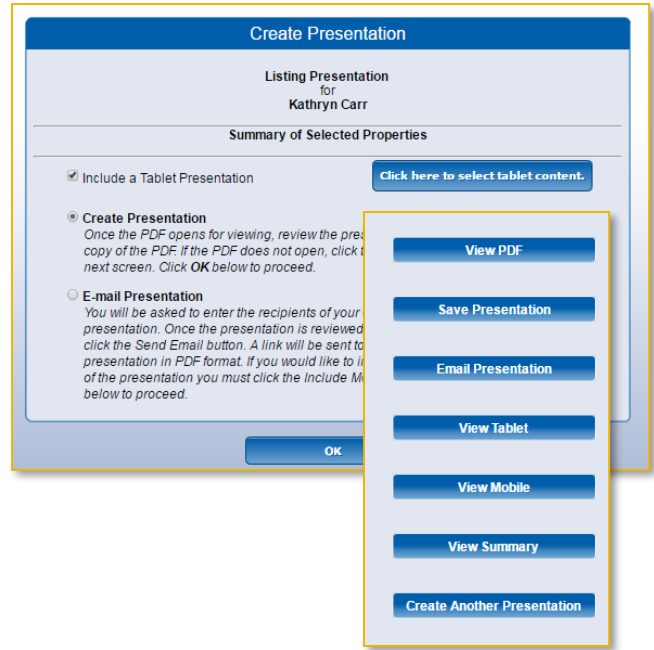 Create Presentation
Listing Presentation
for
Kathryn Carr
Summary of Selected Properties
Include a Tablet Presentation
Click here to select tablet content.
Create Presentation
Once the PDF opens for viewing, review the
copy of the PDF. If the PDF does not open, click
next screen. Click OK below to proceed.
E-mail Presentation
You will be asked to enter the recipients of your
presentation. Once the presentation is reviewed
click the Send Email button. A link will be sent to
presentation in PDF format. If you would like to
of the presentation you must click the Include
below to proceed.
OK
View PDF
Save Presentation
Email Presentation
View Tablet
View Mobile
View Summary
Create Another Presentation